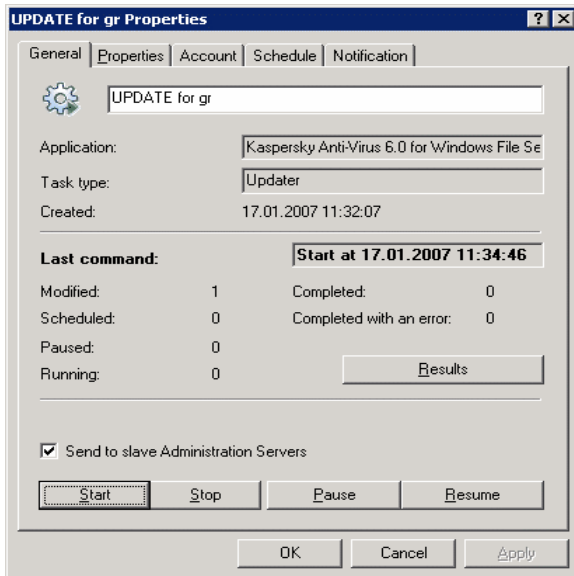 UPDATE for gr Properties
General Properties Account Schedule Notification
UPDATE for gr
Application: Kaspersky Anti-Virus 6.0 for Windows File Se
Task type: Updater
Created: 17.01.2007 11:32:07
Last command: Start at 17.01.2007 11:34:46
Modified: 1 Completed: 0
Scheduled: 0 Completed with an error: 0
Paused: 0
Running: 0 Results
Send to slave Administration Servers
Start Stop Pause Resume
OK Cancel Apply